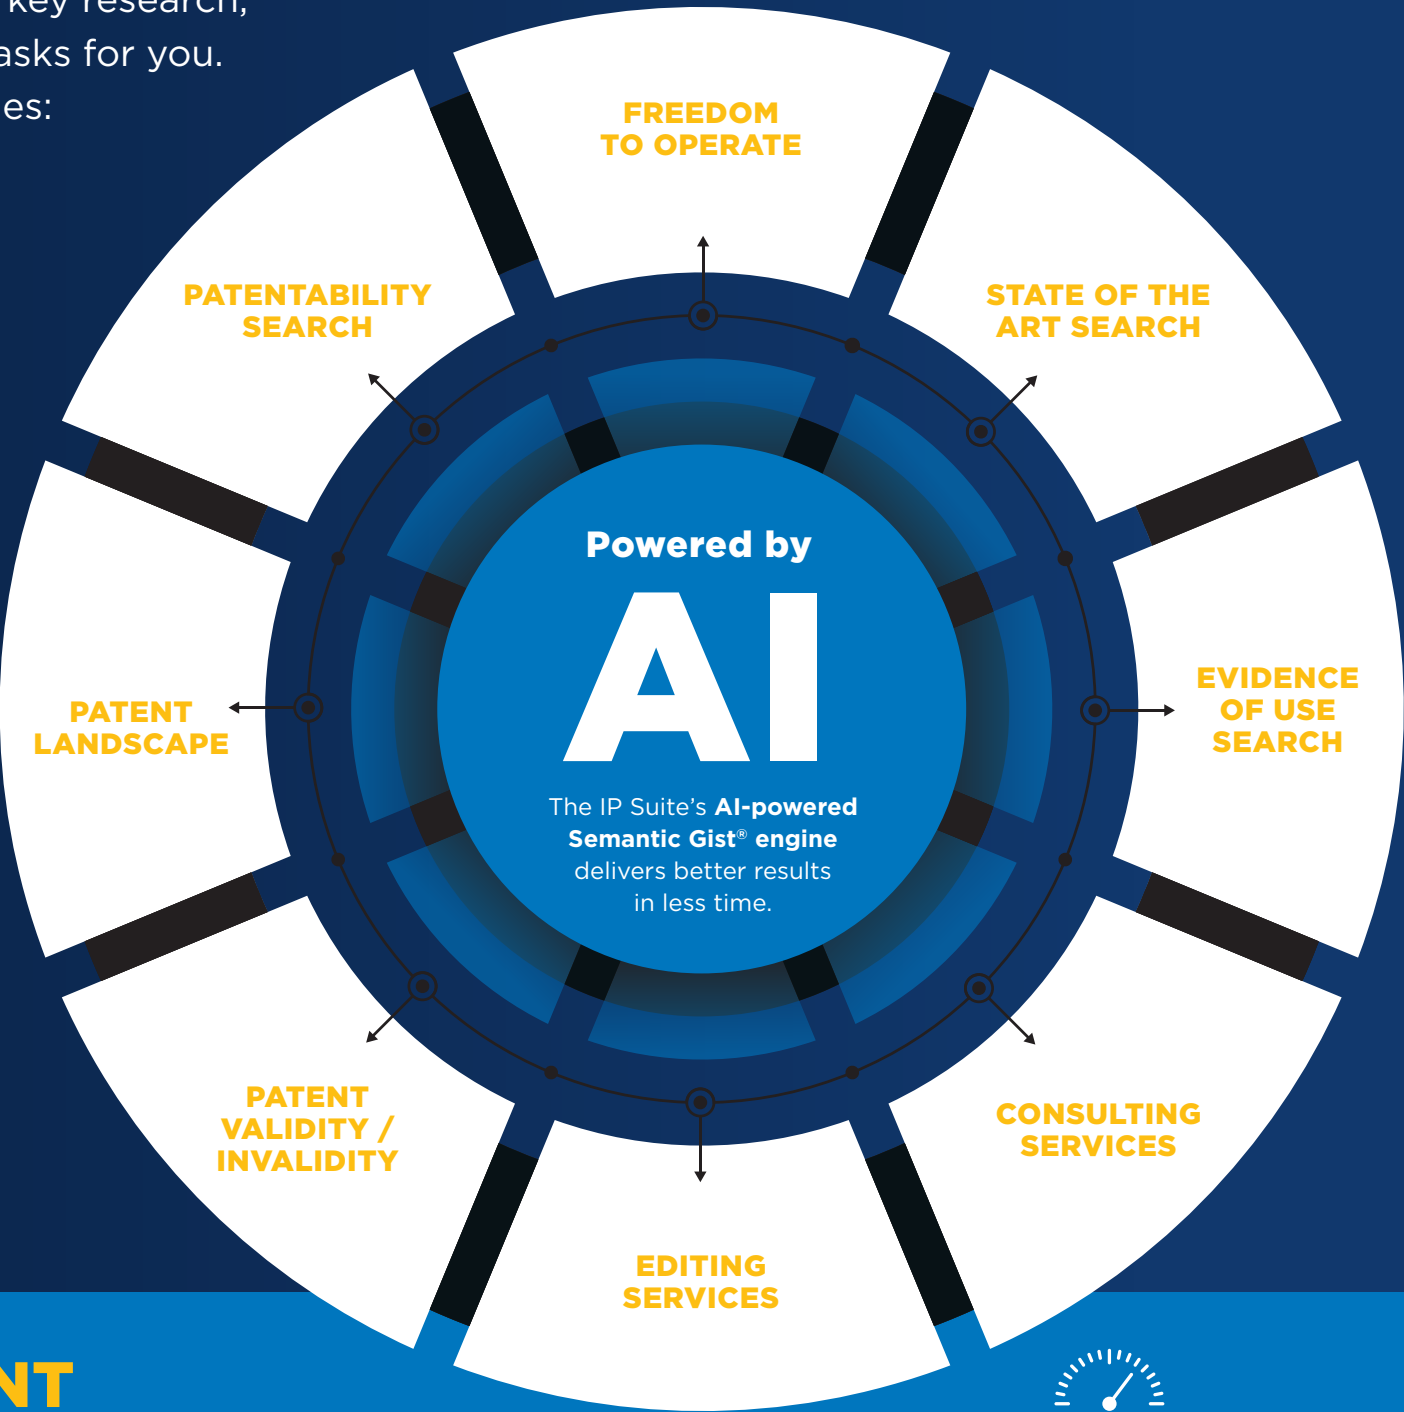 key research,
asks for you.
es:
FREEDOM
TO OPERATE
PATENTABILITY
SEARCH
STATE OF THE
ART SEARCH
Powered by
AI
The IP Suite’s AI-powered
Semantic Gist® engine
delivers better results
in less time.
PATENT
LANDSCAPE
EVIDENCE
OF USE
SEARCH
PATENT
VALIDITY /
INVALIDITY
CONSULTING
SERVICES
EDITING
SERVICES
NT